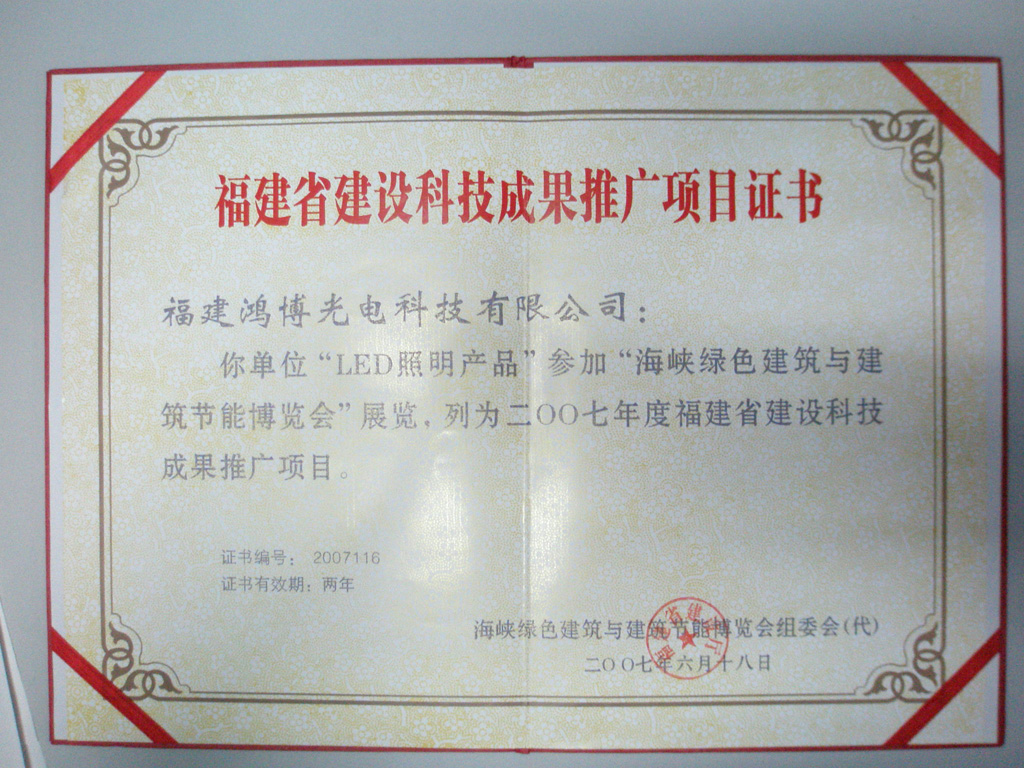 福建省建设科技成果推广项目证书
福建鸿博光电科技有限公司：
你单位“LED照明产品”参加“海峡绿色建筑与建
筑节能博览会”展览，列为二OO七年度福建省建设科技
成果推广项目。
证书编号： 2007116
证书有效期：两年
海峡绿色建筑与建筑节能博览会组委会(代)
二OO七年六月十八日
福建省建设厅